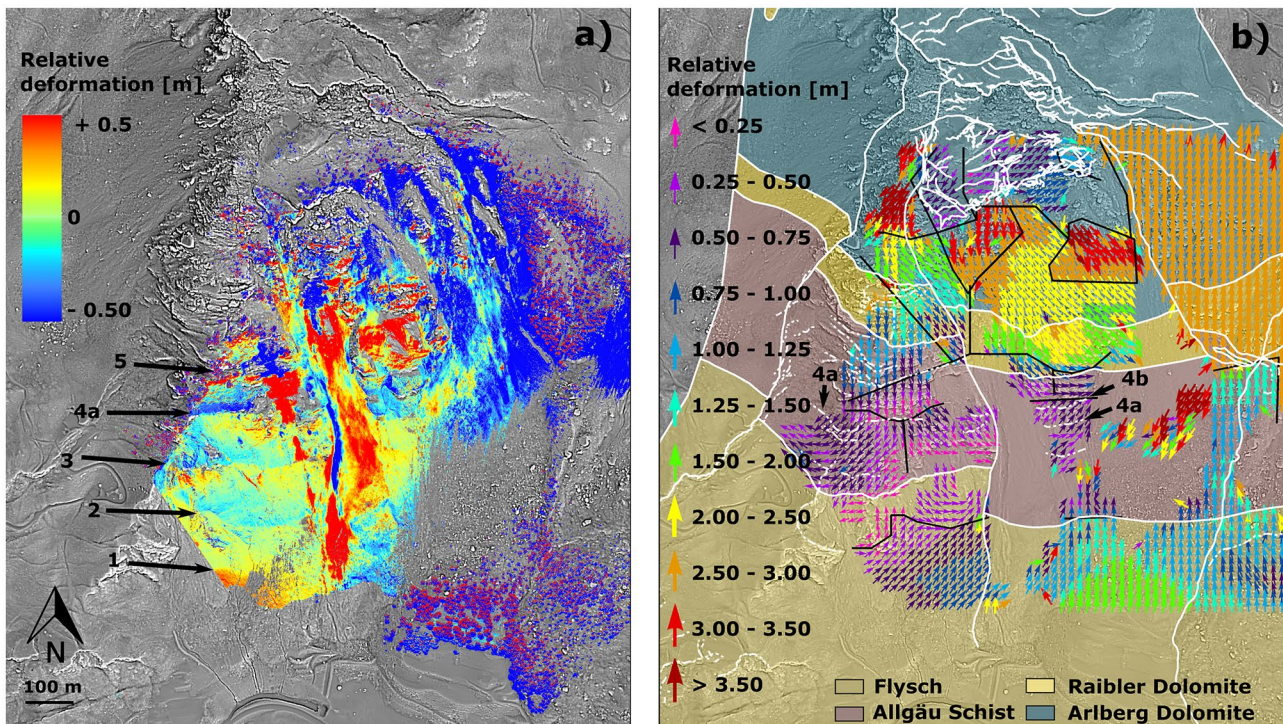 a)
Relative
deformation [m]
+ 0.5
0
- 0.50
5
4a
3
2
1
N
100 m
b)
Relative
deformation [m]
< 0.25
0.25 - 0.50
0.50 - 0.75
0.75 - 1.00
1.00 - 1.25
1.25 - 1.50
1.50 - 2.00
2.00 - 2.50
2.50 - 3.00
3.00 - 3.50
> 3.50
4a
4b
4a
Flysch
Raibler Dolomite
Allgäu Schist
Arlberg Dolomite